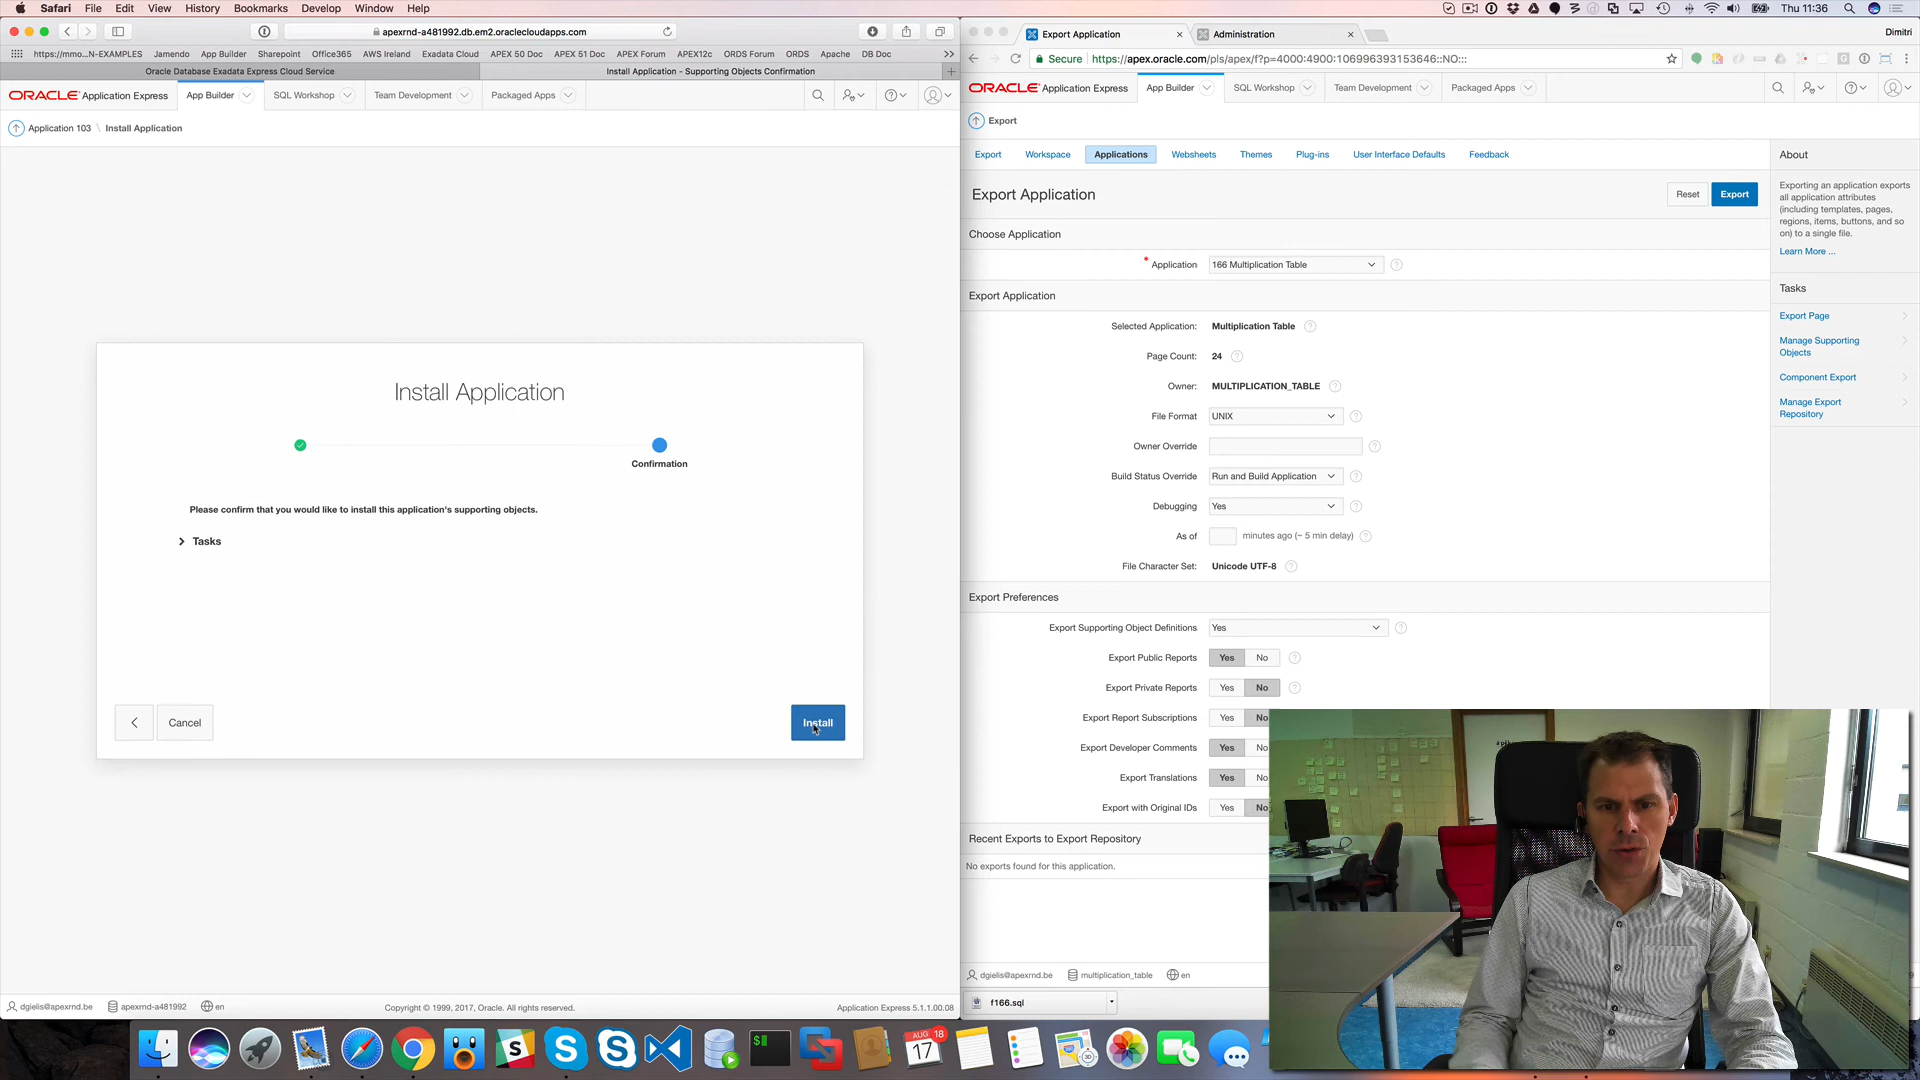 Safari File Edit View History Bookmarks Develop Window Help
Thu 11:36
apexrnd-a481992.db.em2.oraclecloudapps.com
https://mmo...N-EXAMPLES Jamendo App Builder Sharepoint Office365 AWS Ireland Exadata Cloud APEX 50 Doc APEX 51 Doc APEX Forum APEX12c ORDS Forum ORDS Apache DB Doc
Oracle Database Exadata Express Cloud Service
Install Application - Supporting Objects Confirmation
ORACLE Application Express App Builder SQL Workshop Team Development Packaged Apps
Application 103 \ Install Application
Install Application
Confirmation
Please confirm that you would like to install this application's supporting objects.
Tasks
Cancel
Install
dgielis@apexrnd.be apexrnd-a481992 en
Copyright © 1999, 2017, Oracle. All rights reserved.
Application Express 5.1.1.00.08
Export Application
Administration
Dimitri
Secure https://apex.oracle.com/pls/apex/f?p=4000:4900:106996393153646::NO:::
ORACLE Application Express App Builder SQL Workshop Team Development Packaged Apps
Export
Export Workspace Applications Websheets Themes Plug-ins User Interface Defaults Feedback
Export Application
Reset
Export
Choose Application
* Application 166 Multiplication Table
Export Application
Selected Application: Multiplication Table
Page Count: 24
Owner: MULTIPLICATION_TABLE
File Format UNIX
Owner Override
Build Status Override Run and Build Application
Debugging Yes
As of minutes ago (~ 5 min delay)
File Character Set: Unicode UTF-8
Export Preferences
Export Supporting Object Definitions Yes
Export Public Reports Yes No
Export Private Reports Yes No
Export Report Subscriptions Yes No
Export Developer Comments Yes No
Export Translations Yes No
Export with Original IDs Yes No
Recent Exports to Export Repository
No exports found for this application.
dgielis@apexrnd.be multiplication_table en
f166.sql
About
Exporting an application exports
all application attributes
(including templates, pages,
regions, items, buttons, and so
on) to a single file.
Learn More ...
Tasks
Export Page
Manage Supporting
Objects
Component Export
Manage Export
Repository
AUG 18
17
3D
$